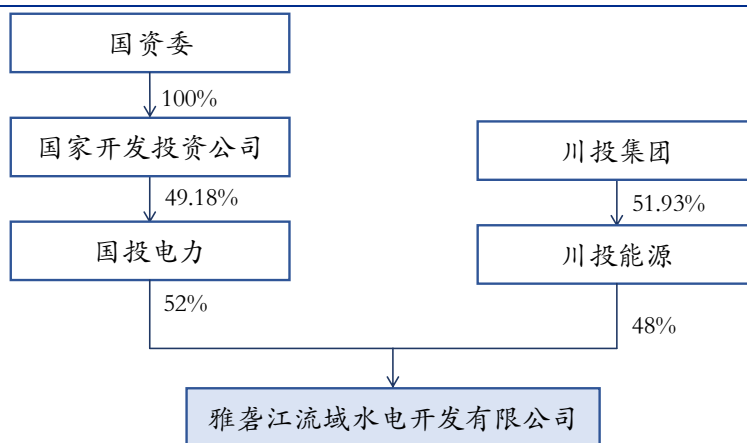 国资委
100%
国家开发投资公司
川投集团
49.18%
51.93%
国投电力
川投能源
52%
48%
雅砻江流域水电开发有限公司